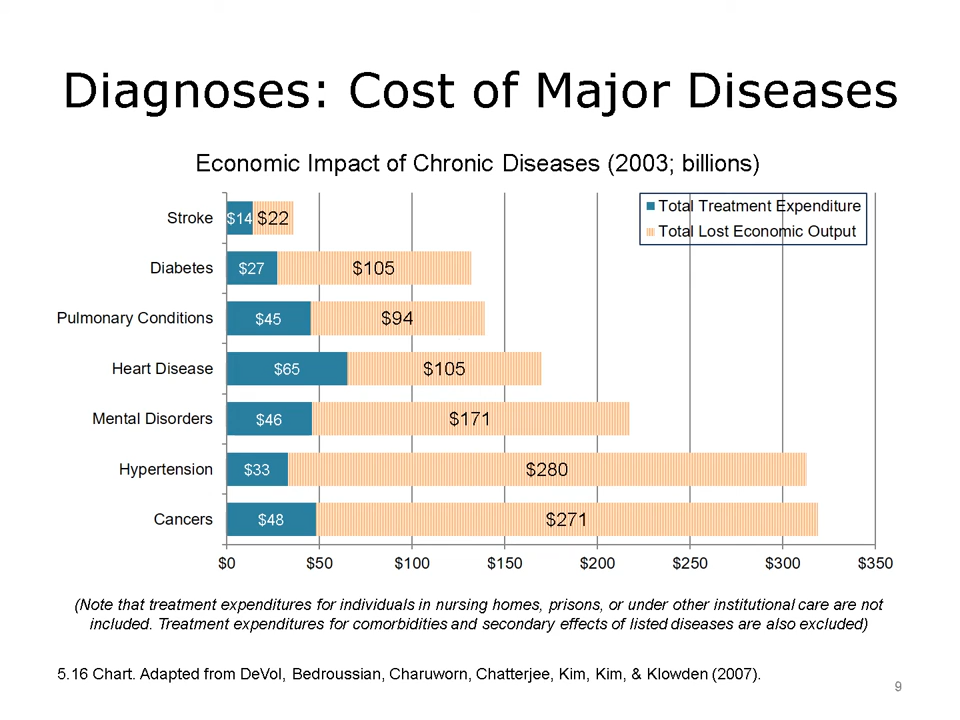 Diagnoses: Cost of Major Diseases
Economic Impact of Chronic Diseases (2003; billions)
Total Treatment Expenditure
Total Lost Economic Output
Stroke $14 $22
Diabetes $27 $105
Pulmonary Conditions $45 $94
Heart Disease $65 $105
Mental Disorders $46 $171
Hypertension $33 $280
Cancers $48 $271
$0 $50 $100 $150 $200 $250 $300 $350
(Note that treatment expenditures for individuals in nursing homes, prisons, or under other institutional care are not
included. Treatment expenditures for comorbidities and secondary effects of listed diseases are also excluded)
5.16 Chart. Adapted from DeVol, Bedroussian, Charuworn, Chatterjee, Kim, Kim, & Klowden (2007).
9